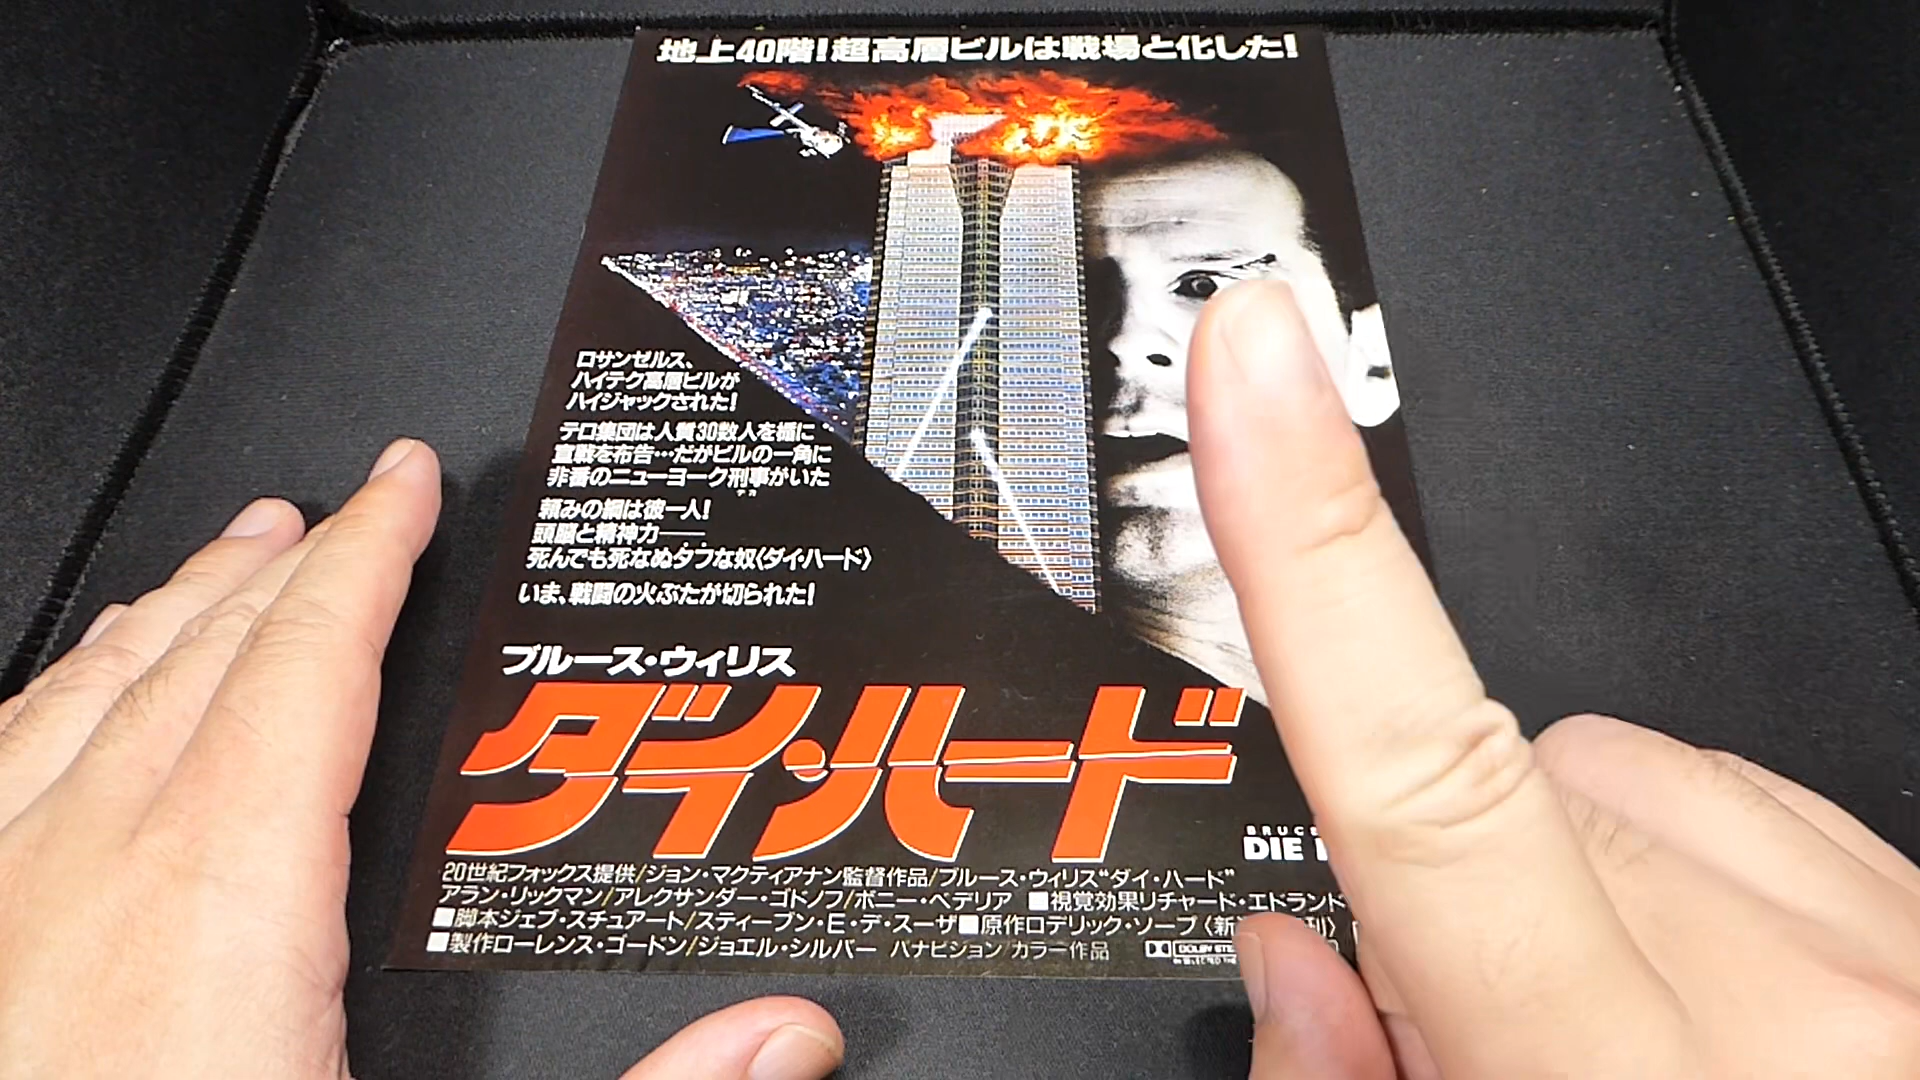 地上40階!超高層ビルは戦場と化した!
ロサンゼルス、
ハイテク高層ビルが
ハイジャックされた!
テロ集団は人質30数人を楯に
宣戦を布告…だがビルの一角に
非番のニューヨーク刑事がいた
デカ
頼みの綱は彼一人!
頭脳と精神力——
死んでも死なぬタフな奴〈ダイ・ハード〉
いま、戦闘の火ぶたが切られた!
ブルース・ウィリス
ダイ・ハード
BRUCE
DIE
20世紀フォックス提供/ジョン・マクティアナン監督作品/ブルース・ウィリス“ダイ・ハード”
アラン・リックマン/アレクサンダー・ゴドノフ/ボニー・ベデリア ■視覚効果リチャード・エドランド
■脚本ジェブ・スチュアート/スティーブン・E・デ・スーザ■原作ロデリック・ソープ〈新 刊〉
■製作ローレンス・ゴードン/ジョエル・シルバー パナビジョン カラー作品 DOLBY